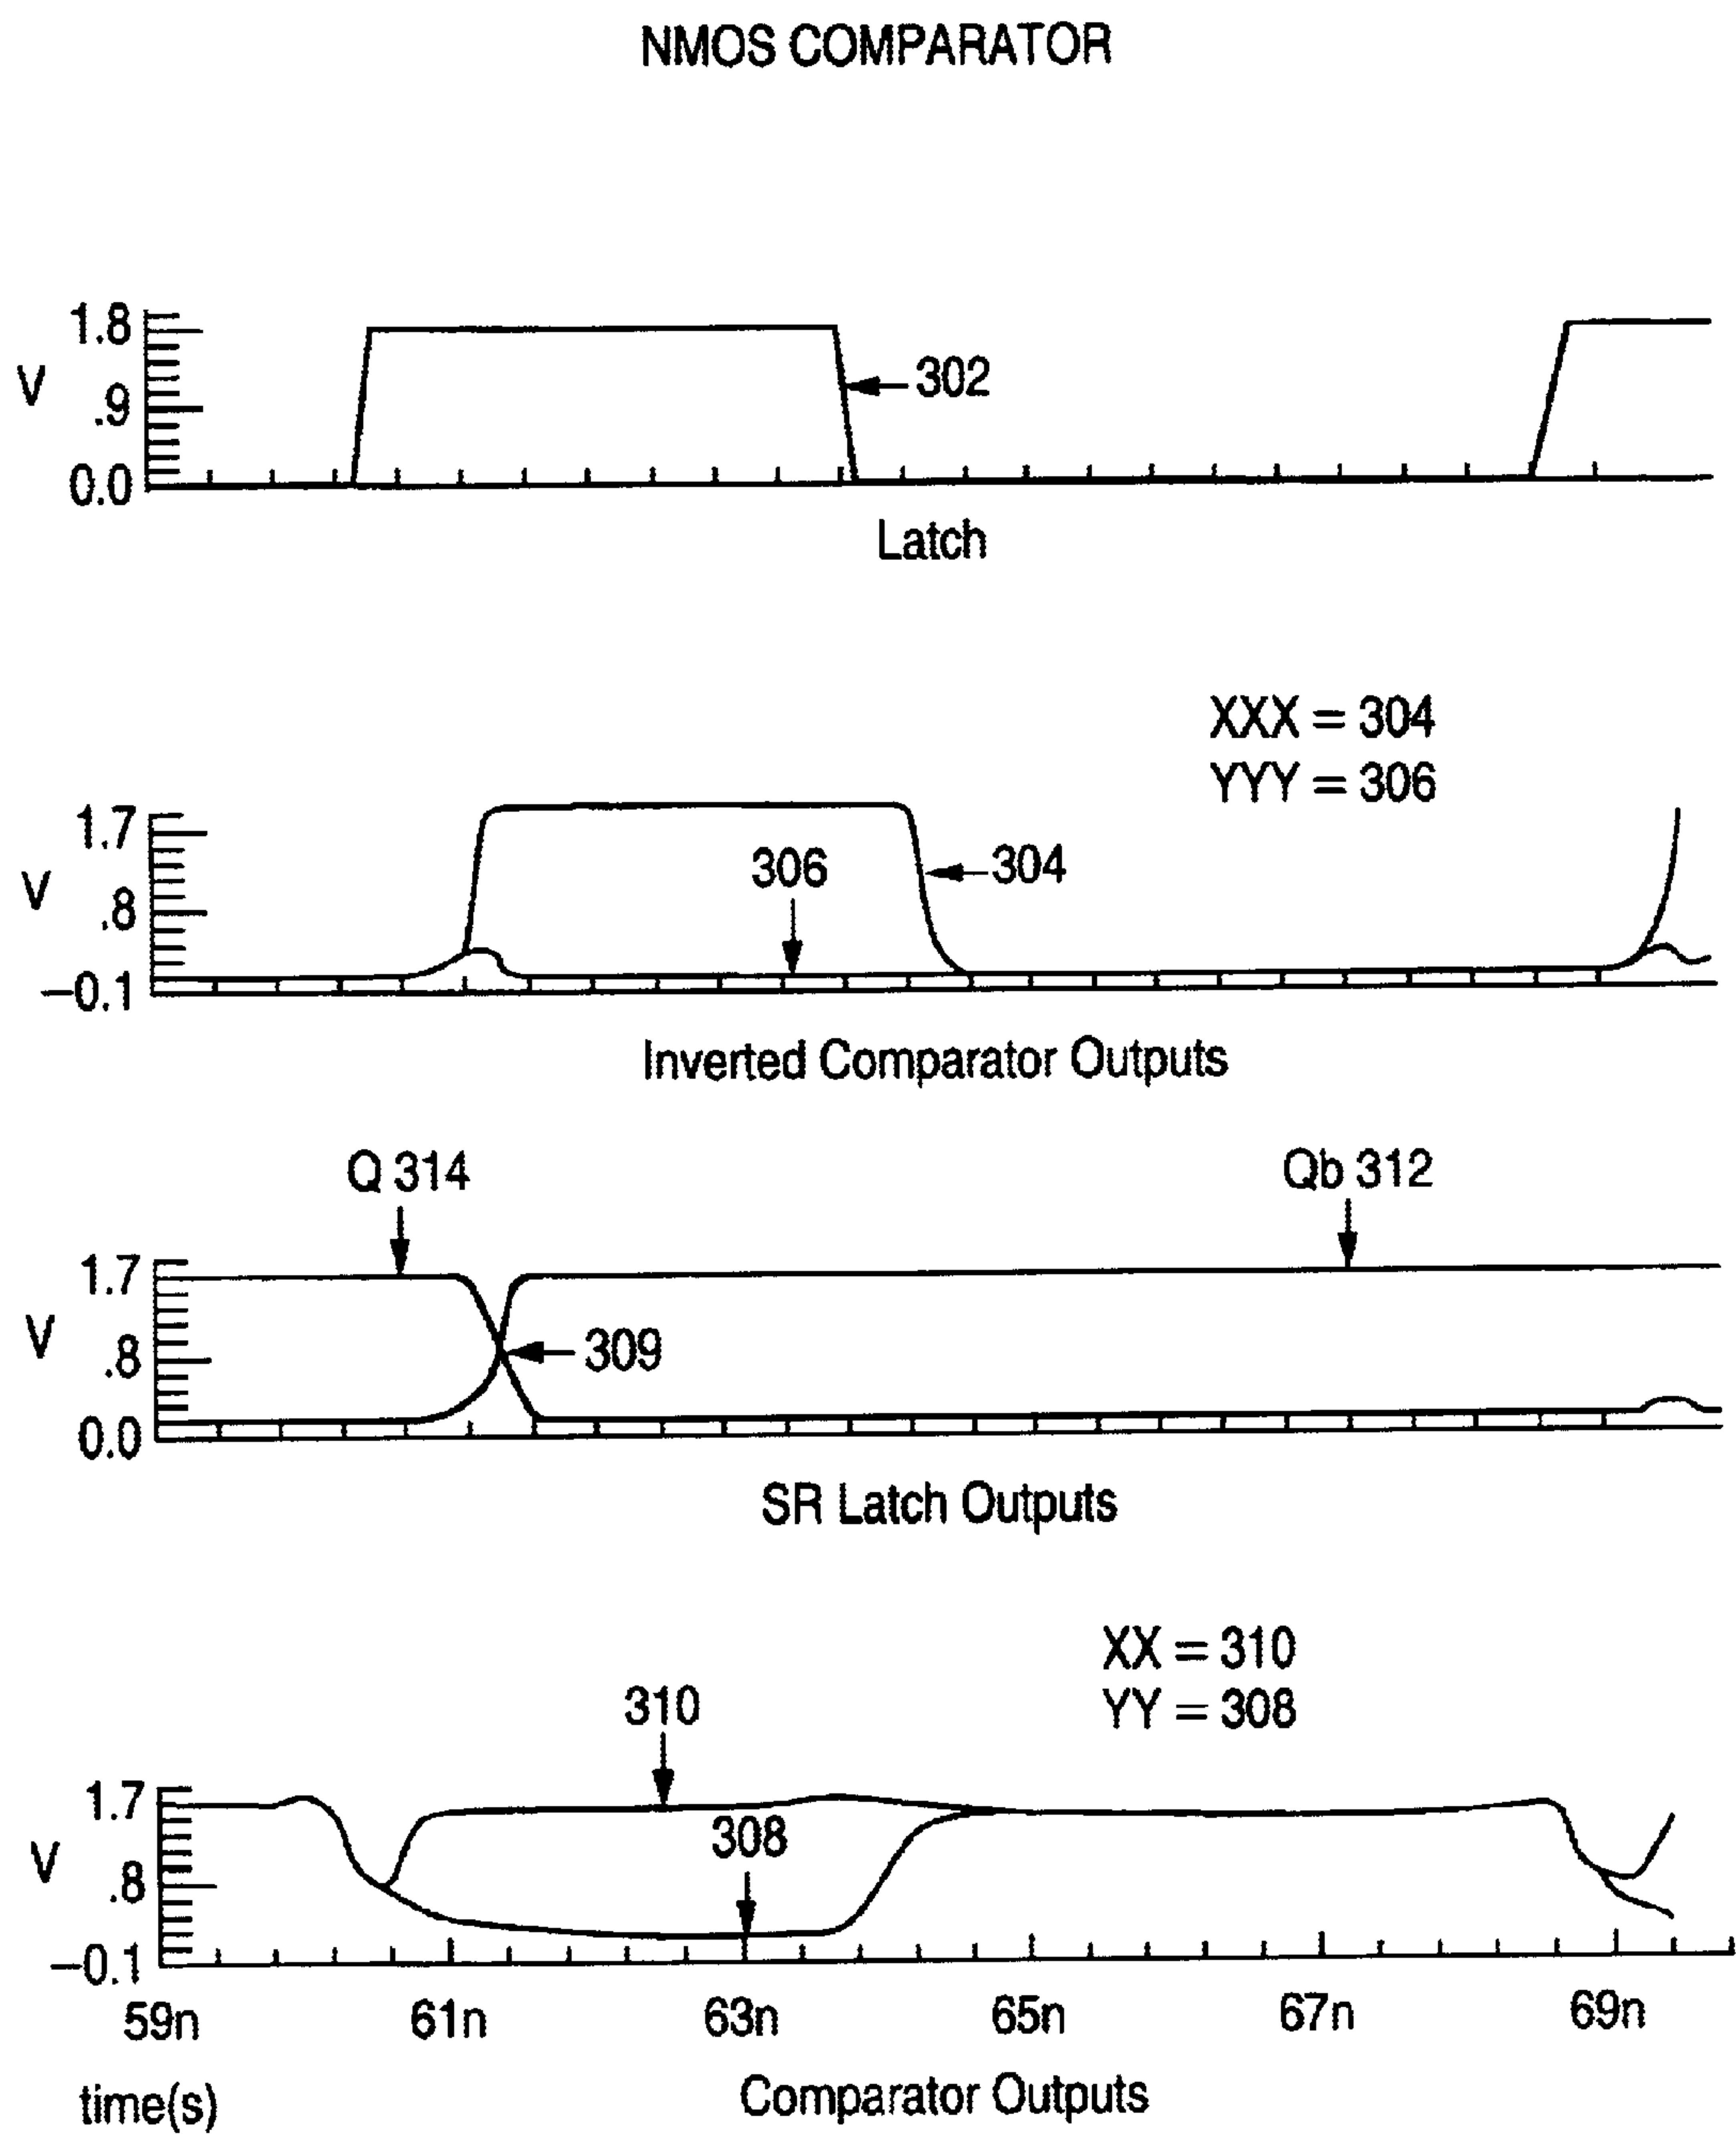 NMOS COMPARATOR
1.8
V
.9
302
0.0
Latch
XXX = 304
YYY = 306
1.7
306
304
V
.8
−0.1
Inverted Comparator Outputs
Q 314
Qb 312
1.7
V
.8
309
0.0
SR Latch Outputs
XX = 310
YY = 308
310
1.7
308
V
.8
−0.1
59n 61n 63n 65n 67n 69n
time(s)
Comparator Outputs